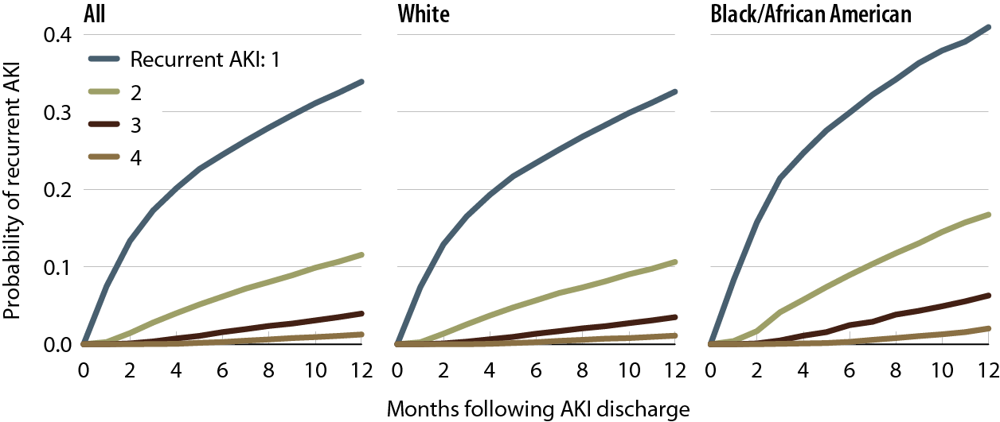 All
White
Black/African American
Probability of recurrent AKI
0.4
0.3
0.2
0.1
0.0
Recurrent AKI: 1
2
3
4
0 2 4 6 8 10 12
0 2 4 6 8 10 12
0 2 4 6 8 10 12
Months following AKI discharge